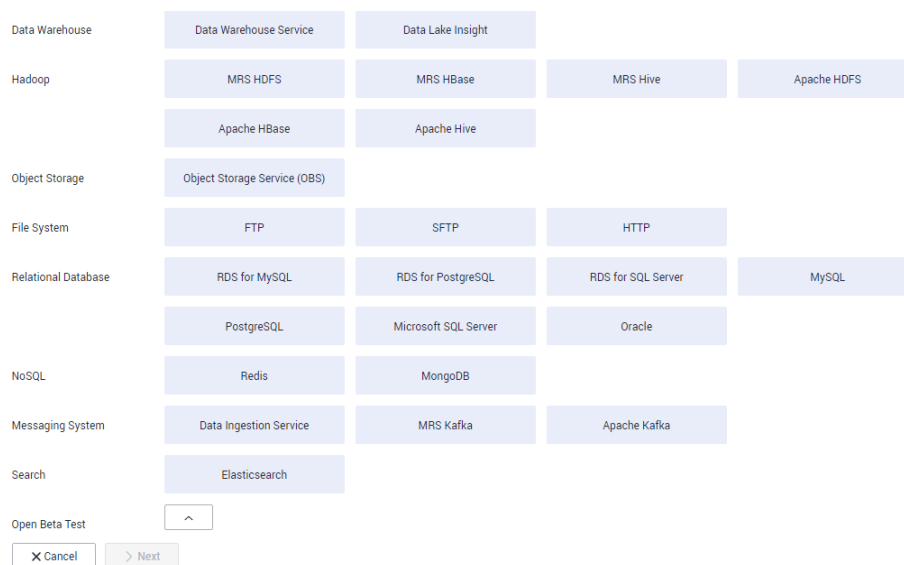 Data Warehouse Data Warehouse Service Data Lake Insight
Hadoop MRS HDFS MRS HBase MRS Hive Apache HDFS
Apache HBase Apache Hive
Object Storage Object Storage Service (OBS)
File System FTP SFTP HTTP
Relational Database RDS for MySQL RDS for PostgreSQL RDS for SQL Server MySQL
PostgreSQL Microsoft SQL Server Oracle
NoSQL Redis MongoDB
Messaging System Data Ingestion Service MRS Kafka Apache Kafka
Search Elasticsearch
Open Beta Test
Cancel Next